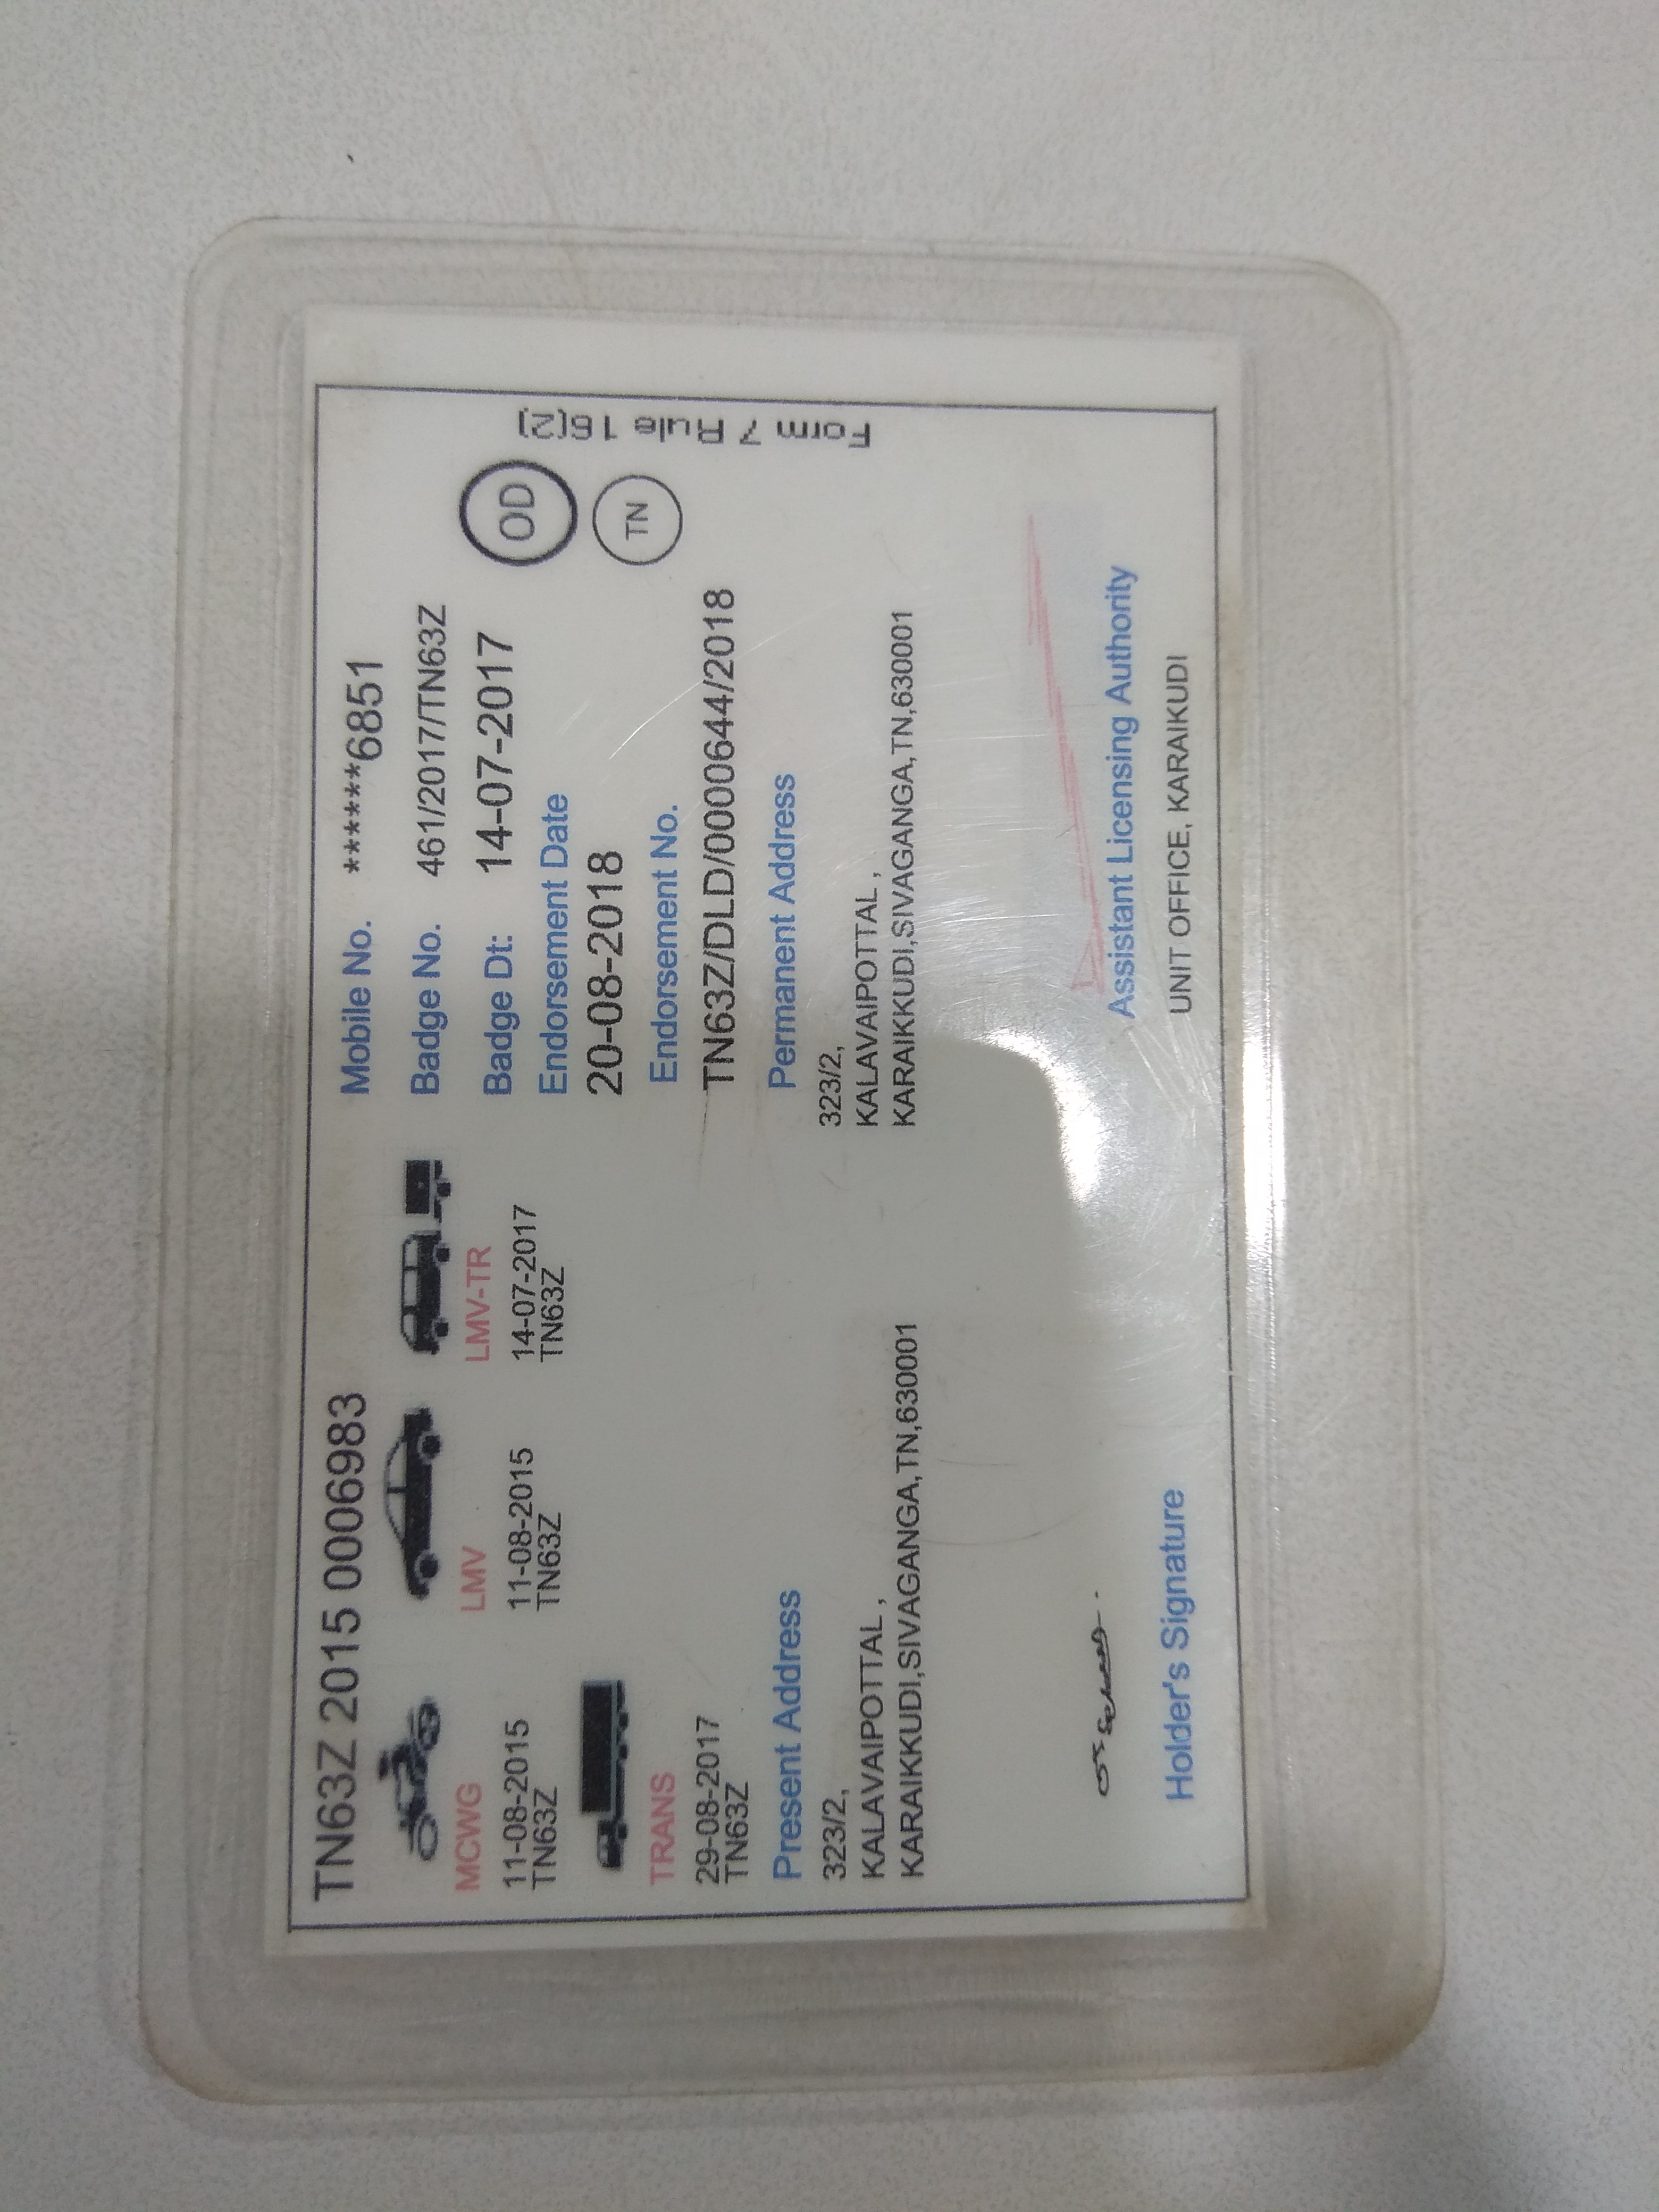 TN63Z 2015 0006983
MCWG
11-08-2015
TN63Z
LMV
11-08-2015
TN63Z
LMV-TR
14-07-2017
TN63Z
TRANS
29-08-2017
TN63Z
Mobile No. ******6851
Badge No. 461/2017/TN63Z
Badge Dt: 14-07-2017
Endorsement Date
20-08-2018
Endorsement No.
TN63Z/DLD/000644/2018
OD
TN
Form 7 Rule 16(2)
Present Address
323/2,
KALAVAIPOTTAL ,
KARAIKKUDI,SIVAGANGA,TN,630001
Permanent Address
323/2,
KALAVAIPOTTAL ,
KARAIKKUDI,SIVAGANGA,TN,630001
Holder's Signature
Assistant Licensing Authority
UNIT OFFICE, KARAIKUDI